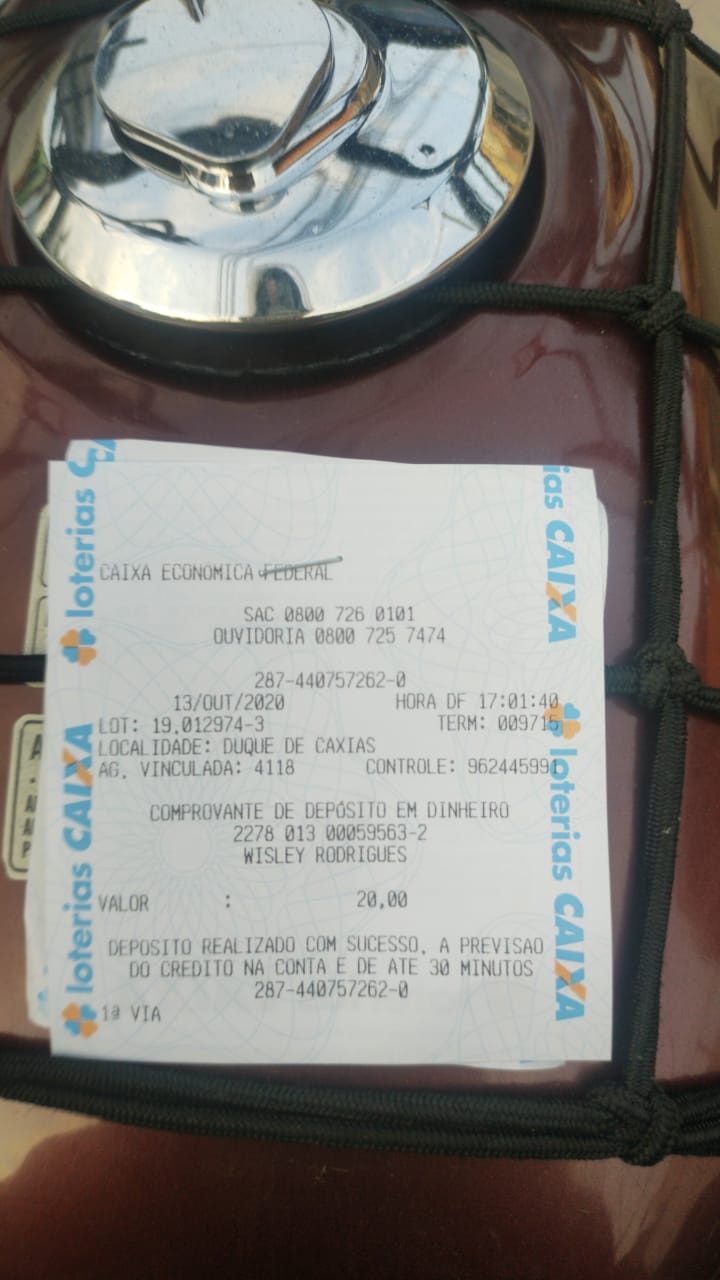 CAIXA ECONOMICA FEDERAL
SAC 0800 726 0101
OUVIDORIA 0800 725 7474
287-440757262-0
13/OUT/2020 HORA DF 17:01:40
LOT: 19.012974-3 TERM: 009715
LOCALIDADE: DUQUE DE CAXIAS
AG. VINCULADA: 4118 CONTROLE: 962445991
COMPROVANTE DE DEPÓSITO EM DINHEIRO
2278 013 00059563-2
WISLEY RODRIGUES
VALOR : 20,00
DEPOSITO REALIZADO COM SUCESSO. A PREVISAO
DO CREDITO NA CONTA E DE ATE 30 MINUTOS
287-440757262-0
1ª VIA
loterias CAIXA
loterias
CAIXA
loterias CAIXA